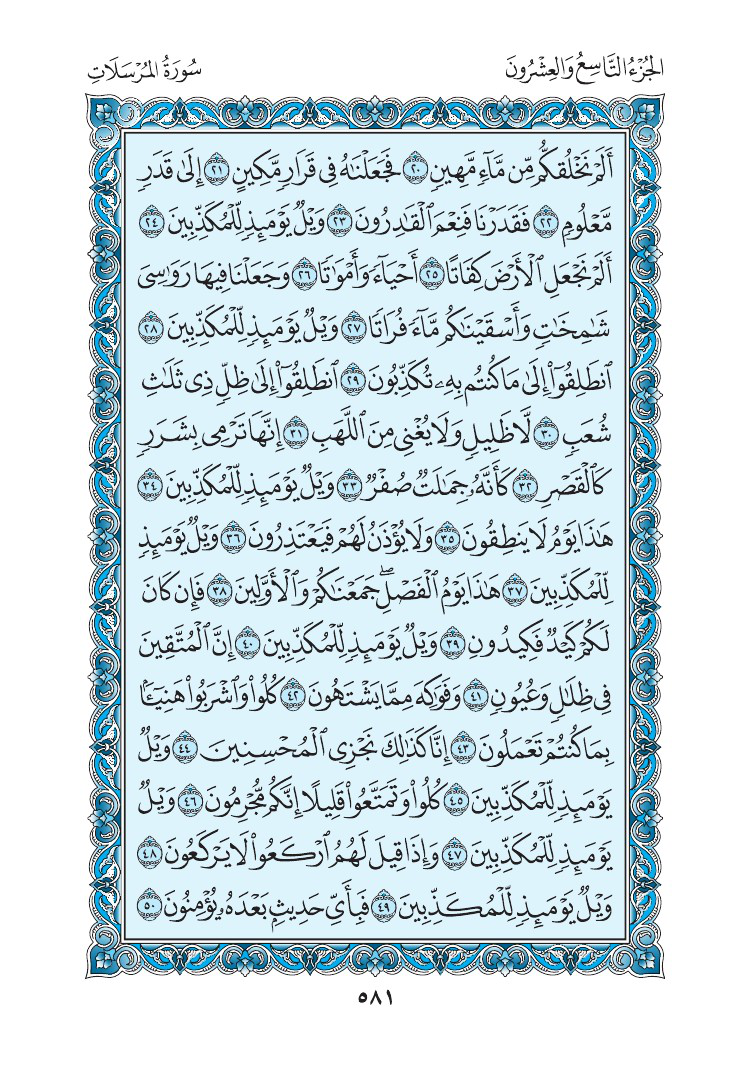 الجُزْءُ التَّاسِعُ وَالعِشْرُونَ
سُورَةُ المُرْسَلَاتِ
أَلَمْ نَخْلُقكُّم مِّن مَّآءٍ مَّهِينٍ ٢٠ فَجَعَلْنَٰهُ فِى قَرَارٍ مَّكِينٍ ٢١ إِلَىٰ قَدَرٍ
مَّعْلُومٍ ٢٢ فَقَدَرْنَا فَنِعْمَ ٱلْقَٰدِرُونَ ٢٣ وَيْلٌ يَوْمَئِذٍ لِّلْمُكَذِّبِينَ ٢٤
أَلَمْ نَجْعَلِ ٱلْأَرْضَ كِفَاتًا ٢٥ أَحْيَآءً وَأَمْوَٰتًا ٢٦ وَجَعَلْنَا فِيهَا رَوَٰسِىَ
شَٰمِخَٰتٍ وَأَسْقَيْنَٰكُم مَّآءً فُرَاتًا ٢٧ وَيْلٌ يَوْمَئِذٍ لِّلْمُكَذِّبِينَ ٢٨
ٱنطَلِقُوٓا۟ إِلَىٰ مَا كُنتُم بِهِۦ تُكَذِّبُونَ ٢٩ ٱنطَلِقُوٓا۟ إِلَىٰ ظِلٍّ ذِى ثَلَٰثِ
شُعَبٍ ٣٠ لَّا ظَلِيلٍ وَلَا يُغْنِى مِنَ ٱللَّهَبِ ٣١ إِنَّهَا تَرْمِى بِشَرَرٍ
كَٱلْقَصْرِ ٣٢ كَأَنَّهُۥ جِمَٰلَتٌ صُفْرٌ ٣٣ وَيْلٌ يَوْمَئِذٍ لِّلْمُكَذِّبِينَ ٣٤
هَٰذَا يَوْمُ لَا يَنطِقُونَ ٣٥ وَلَا يُؤْذَنُ لَهُمْ فَيَعْتَذِرُونَ ٣٦ وَيْلٌ يَوْمَئِذٍ
لِّلْمُكَذِّبِينَ ٣٧ هَٰذَا يَوْمُ ٱلْفَصْلِ ۖ جَمَعْنَٰكُمْ وَٱلْأَوَّلِينَ ٣٨ فَإِن كَانَ
لَكُمْ كَيْدٌ فَكِيدُونِ ٣٩ وَيْلٌ يَوْمَئِذٍ لِّلْمُكَذِّبِينَ ٤٠ إِنَّ ٱلْمُتَّقِينَ
فِى ظِلَٰلٍ وَعُيُونٍ ٤١ وَفَوَٰكِهَ مِمَّا يَشْتَهُونَ ٤٢ كُلُوا۟ وَٱشْرَبُوا۟ هَنِيٓـًٔۢا
بِمَا كُنتُمْ تَعْمَلُونَ ٤٣ إِنَّا كَذَٰلِكَ نَجْزِى ٱلْمُحْسِنِينَ ٤٤ وَيْلٌ
يَوْمَئِذٍ لِّلْمُكَذِّبِينَ ٤٥ كُلُوا۟ وَتَمَتَّعُوا۟ قَلِيلًا إِنَّكُم مُّجْرِمُونَ ٤٦ وَيْلٌ
يَوْمَئِذٍ لِّلْمُكَذِّبِينَ ٤٧ وَإِذَا قِيلَ لَهُمُ ٱرْكَعُوا۟ لَا يَرْكَعُونَ ٤٨
وَيْلٌ يَوْمَئِذٍ لِّلْمُكَذِّبِينَ ٤٩ فَبِأَىِّ حَدِيثٍۭ بَعْدَهُۥ يُؤْمِنُونَ ٥٠
٥٨١